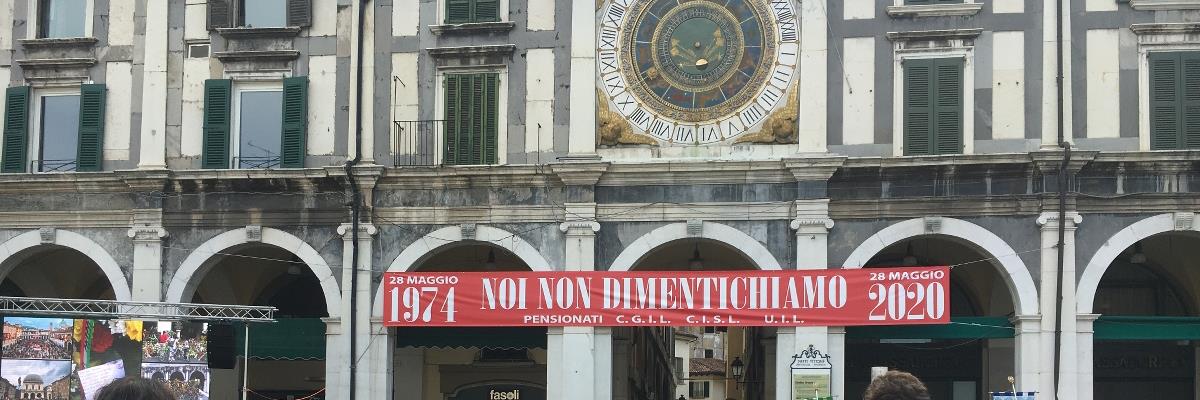 28 MAGGIO
1974
NOI NON DIMENTICHIAMO
28 MAGGIO
2020
PENSIONATI C.G.I.L. C.I.S.L. U.I.L.
fasoli